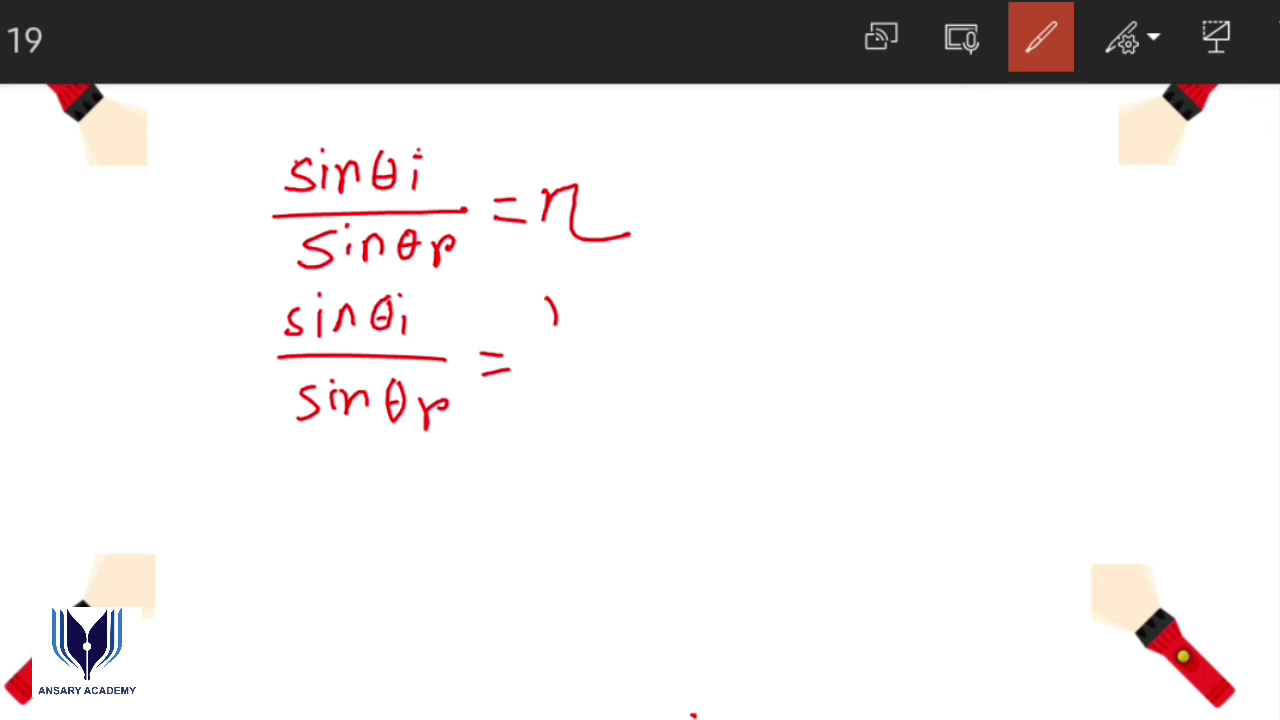 19
sinθi
sinθr
= η
sinθi
sinθr
=
ANSARY ACADEMY